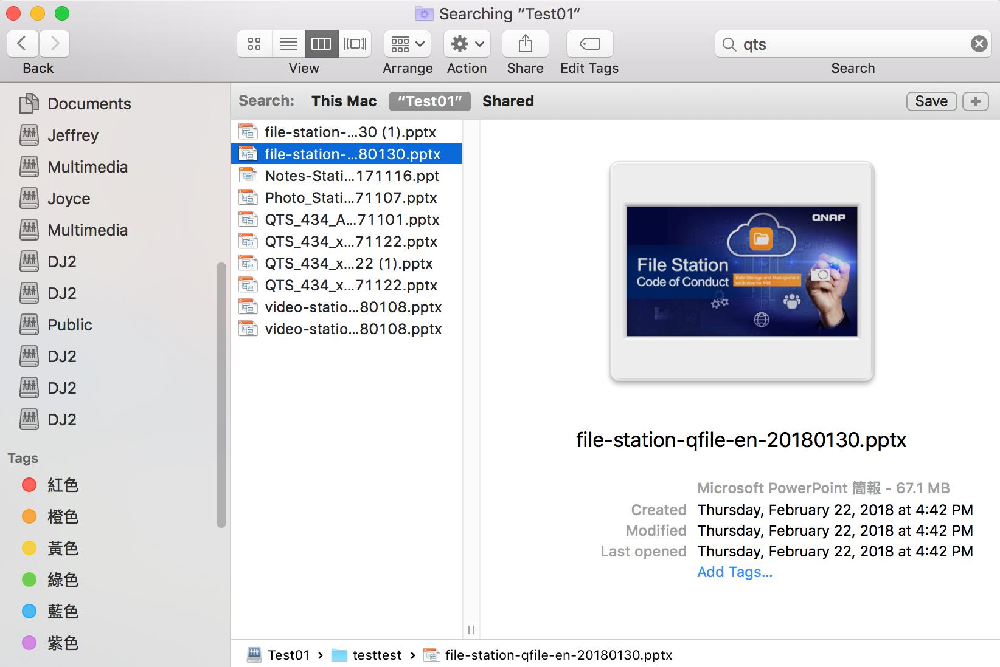 Searching “Test01”
qts
Back
View
Arrange
Action
Share
Edit Tags
Search
Documents
Jeffrey
Multimedia
Joyce
Multimedia
DJ2
DJ2
Public
DJ2
DJ2
DJ2
Tags
紅色
橙色
黃色
綠色
藍色
紫色
Search: This Mac “Test01” Shared Save +
file-station-...30 (1).pptx
file-station-...80130.pptx
Notes-Stati...171116.ppt
Photo_Stati...71107.pptx
QTS_434_A...71101.pptx
QTS_434_x...71122.pptx
QTS_434_x...22 (1).pptx
QTS_434_x...71122.pptx
video-statio...80108.pptx
video-statio...80108.pptx
QNAP
File Station
Code of Conduct
Data Storage and Management
exclusive for MIS
file-station-qfile-en-20180130.pptx
Microsoft PowerPoint 簡報 - 67.1 MB
Created Thursday, February 22, 2018 at 4:42 PM
Modified Thursday, February 22, 2018 at 4:42 PM
Last opened Thursday, February 22, 2018 at 4:42 PM
Add Tags...
Test01 › testtest › file-station-qfile-en-20180130.pptx